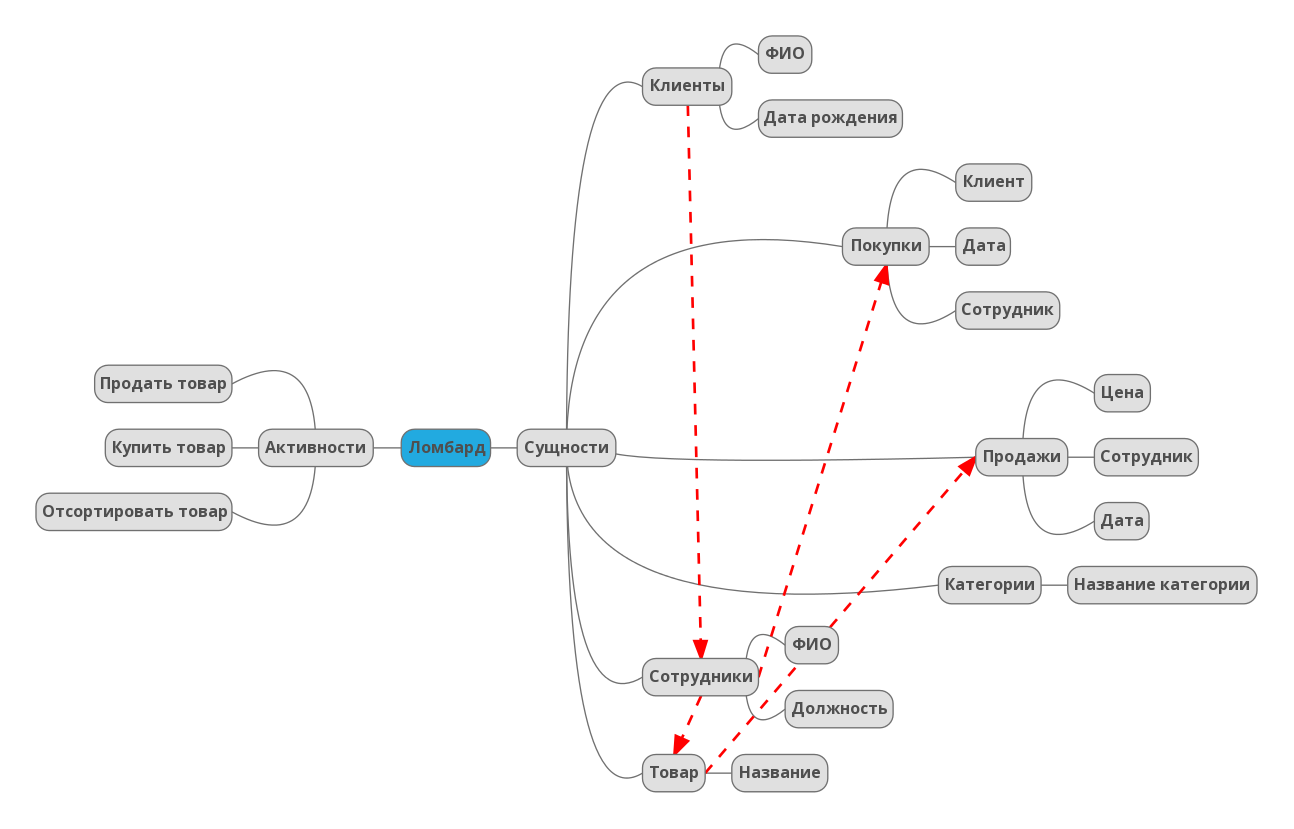 ФИО
Клиенты
Дата рождения
Клиент
Покупки
Дата
Сотрудник
Продать товар
Купить товар
Активности
Ломбард
Сущности
Отсортировать товар
Цена
Продажи
Сотрудник
Дата
Категории
Название категории
ФИО
Сотрудники
Должность
Товар
Название